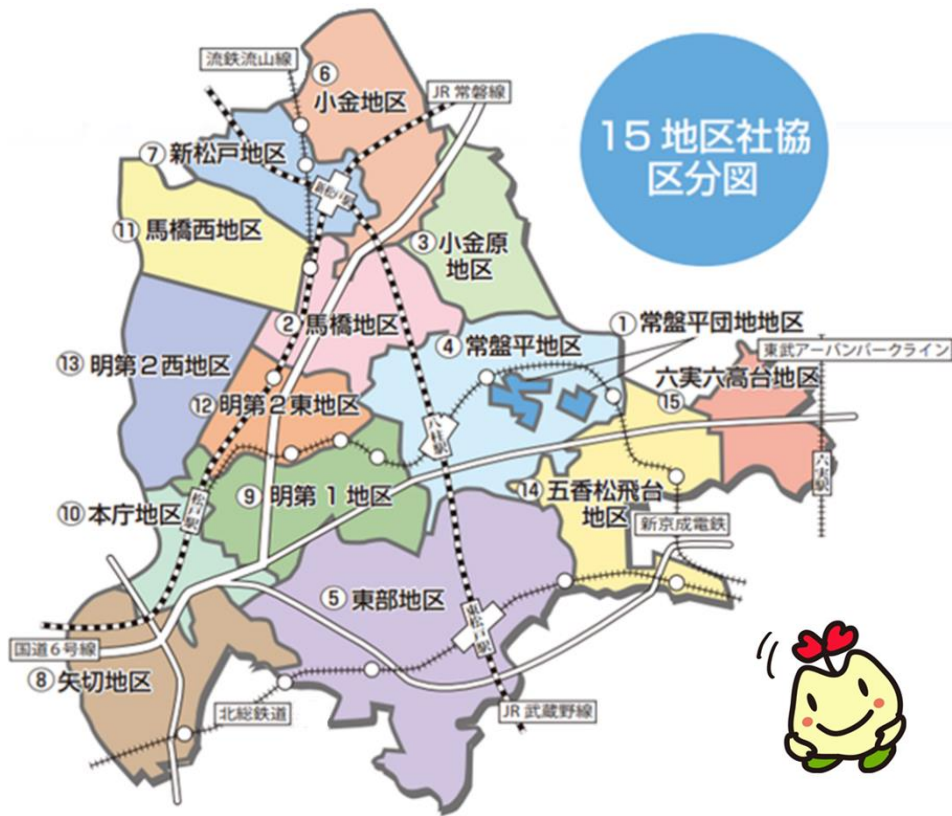 15地区社協
区分図
流鉄流山線
⑥
小金地区
JR常磐線
⑦新松戸地区
新松戸駅
⑪馬橋西地区
③小金原
地区
②馬橋地区
①常盤平団地地区
④常盤平地区
東武アーバンパークライン
六実六高台地区
⑮
⑬明第2西地区
⑫明第2東地区
八柱駅
六実駅
⑨明第1地区
⑭五香松飛台
地区
⑩本庁地区
松戸駅
新京成電鉄
⑤東部地区
東松戸駅
国道6号線
⑧矢切地区
北総鉄道
JR武蔵野線